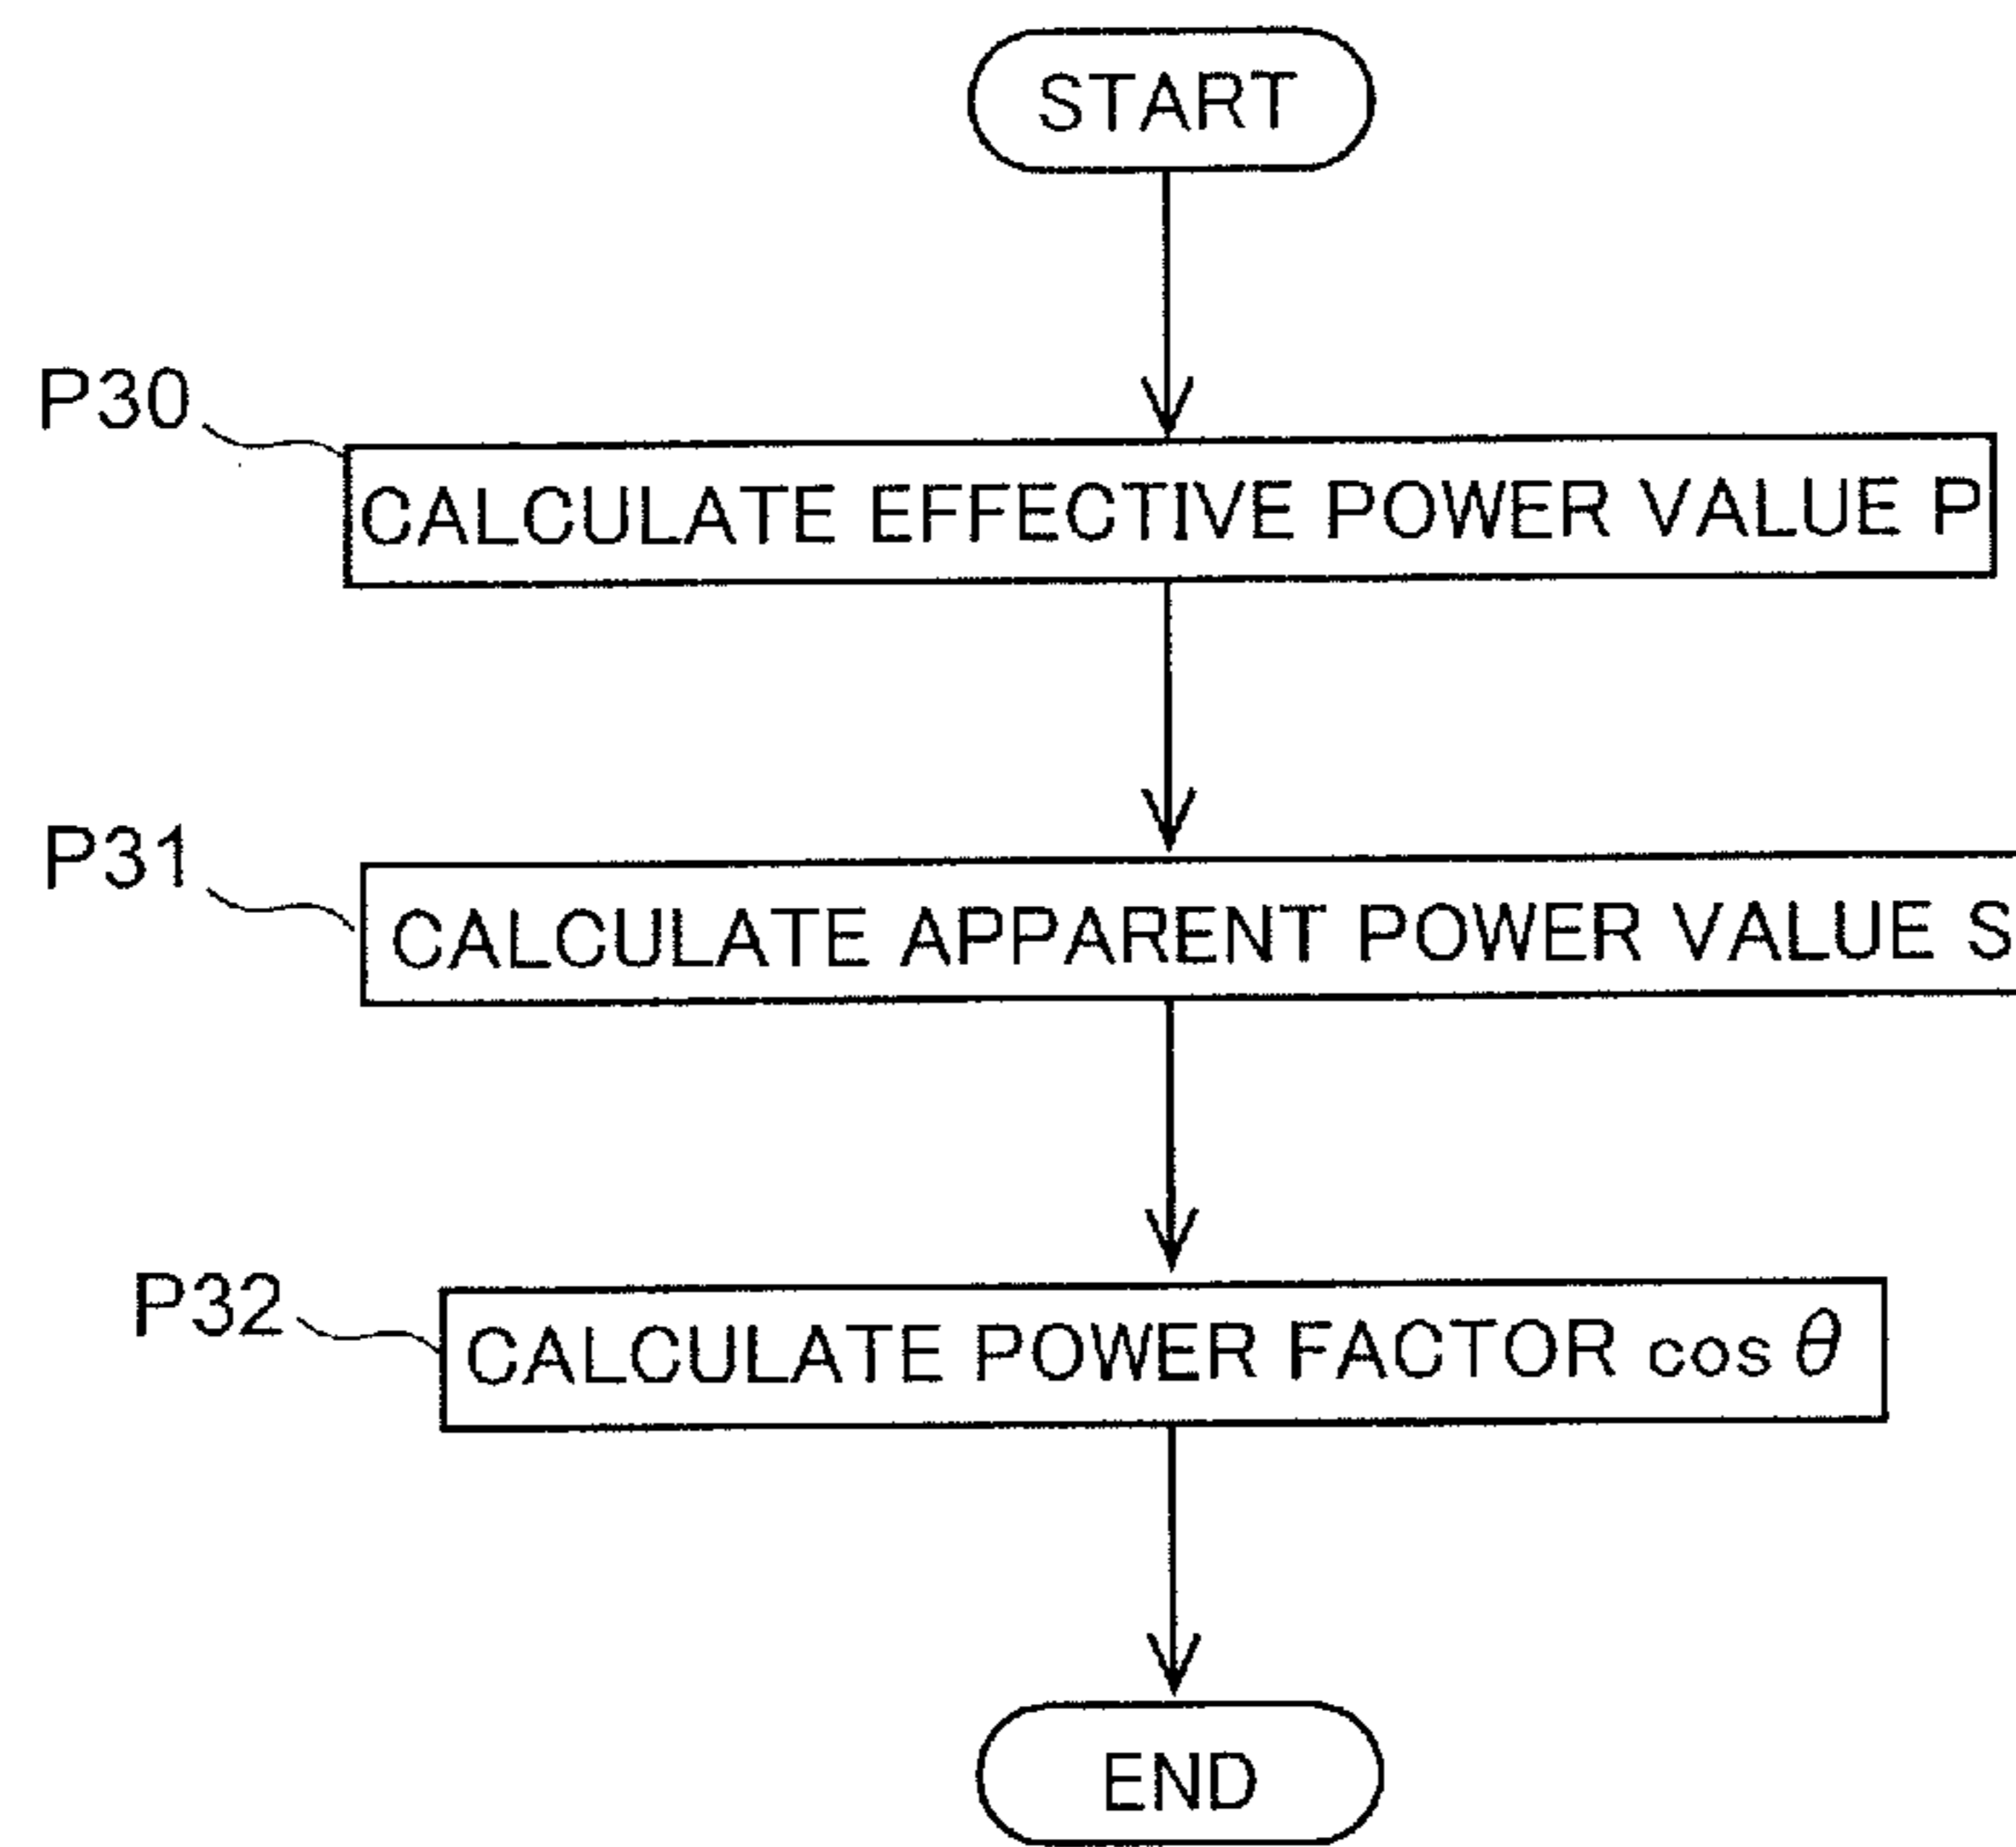 START
P30
CALCULATE EFFECTIVE POWER VALUE P
P31
CALCULATE APPARENT POWER VALUE S
P32
CALCULATE POWER FACTOR cos θ
END